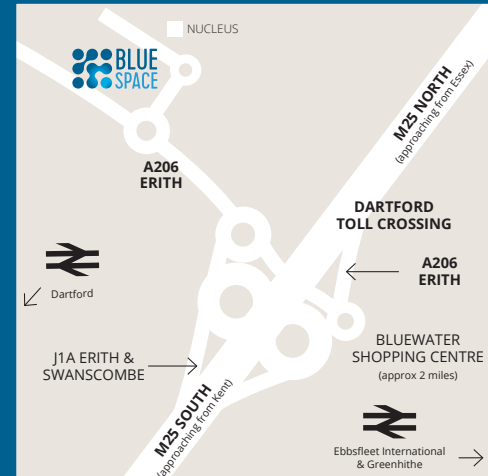 NUCLEUS
BLUE
SPACE
M25 NORTH
(approaching from Essex)
A206
ERITH
DARTFORD
TOLL CROSSING
A206
ERITH
Dartford
J1A ERITH &
SWANSCOMBE
BLUEWATER
SHOPPING CENTRE
(approx 2 miles)
M25 SOUTH
(approaching from Kent)
Ebbsfleet International
& Greenhithe